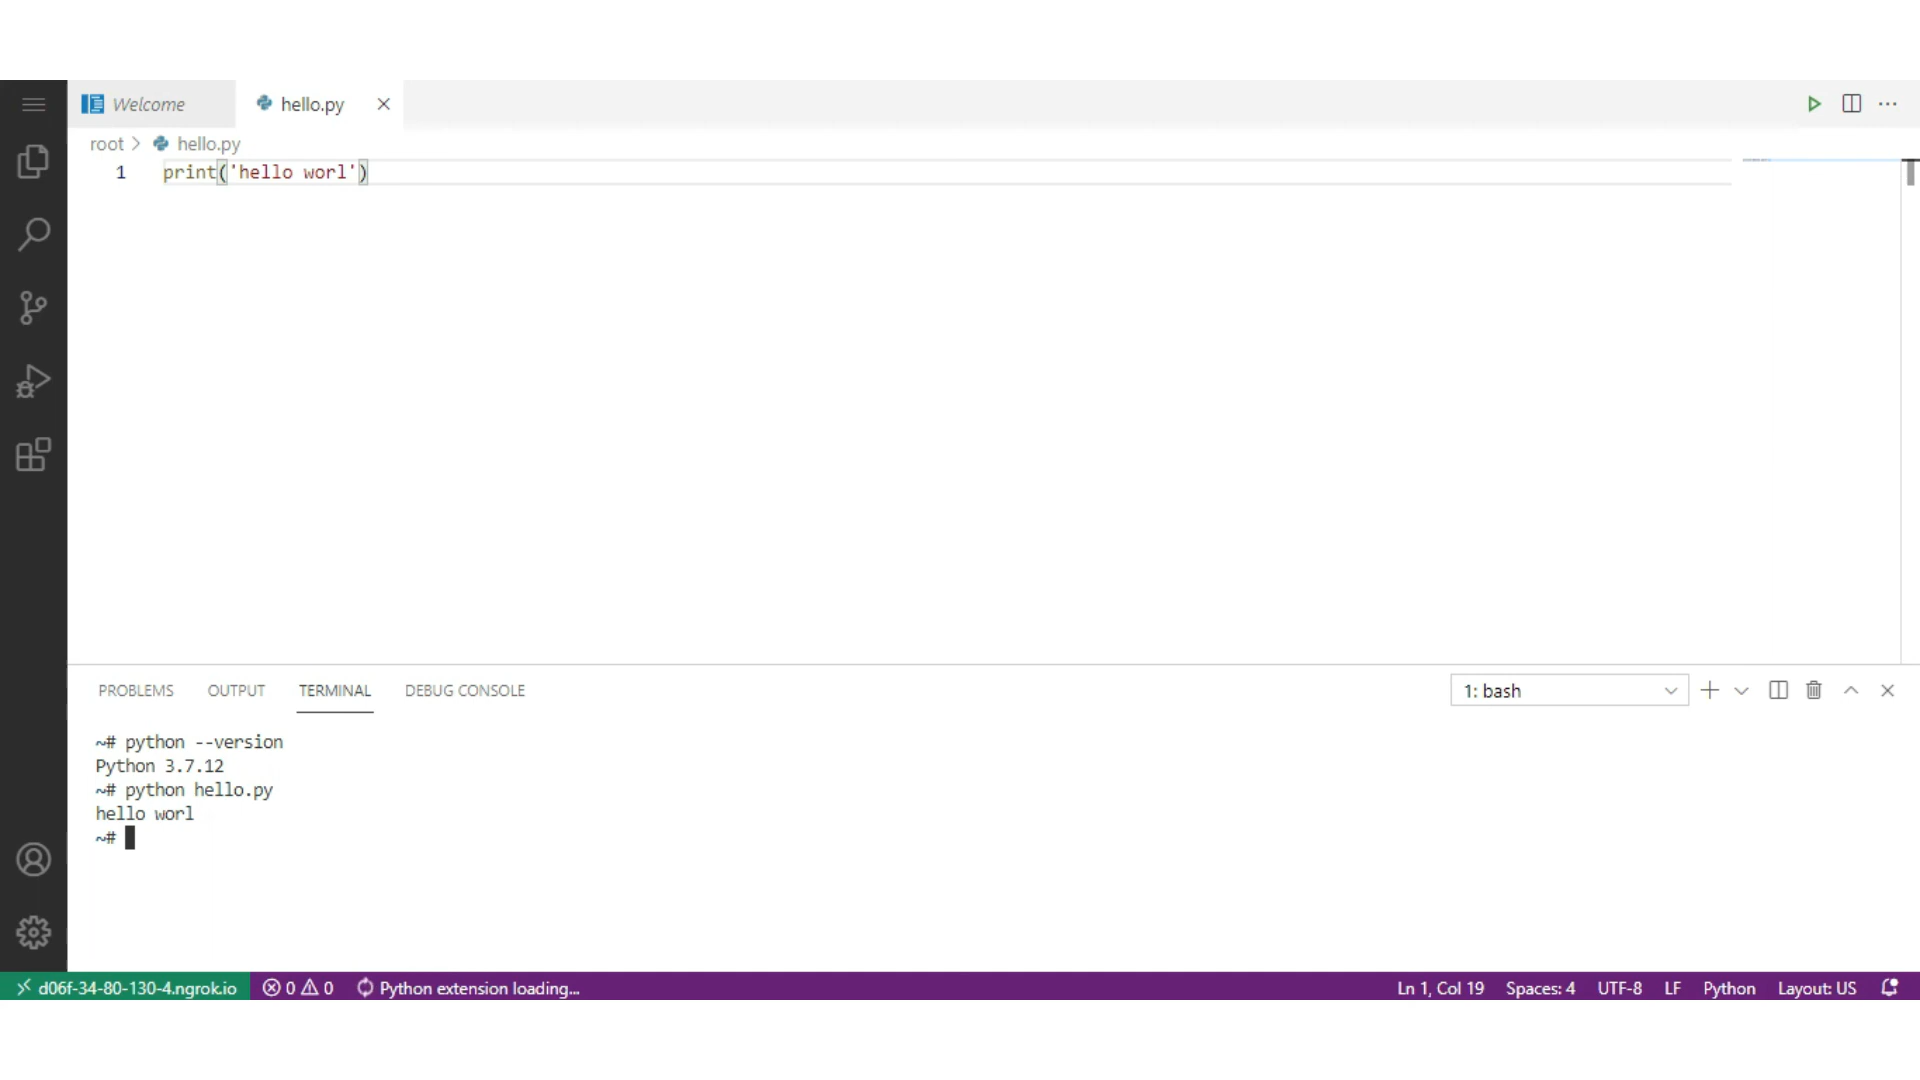 Welcome
hello.py
root > hello.py
1 print('hello worl')
PROBLEMS OUTPUT TERMINAL DEBUG CONSOLE
1: bash
~# python --version
Python 3.7.12
~# python hello.py
hello worl
~#
d06f-34-80-130-4.ngrok.io 0 0 Python extension loading... Ln 1, Col 19 Spaces: 4 UTF-8 LF Python Layout: US